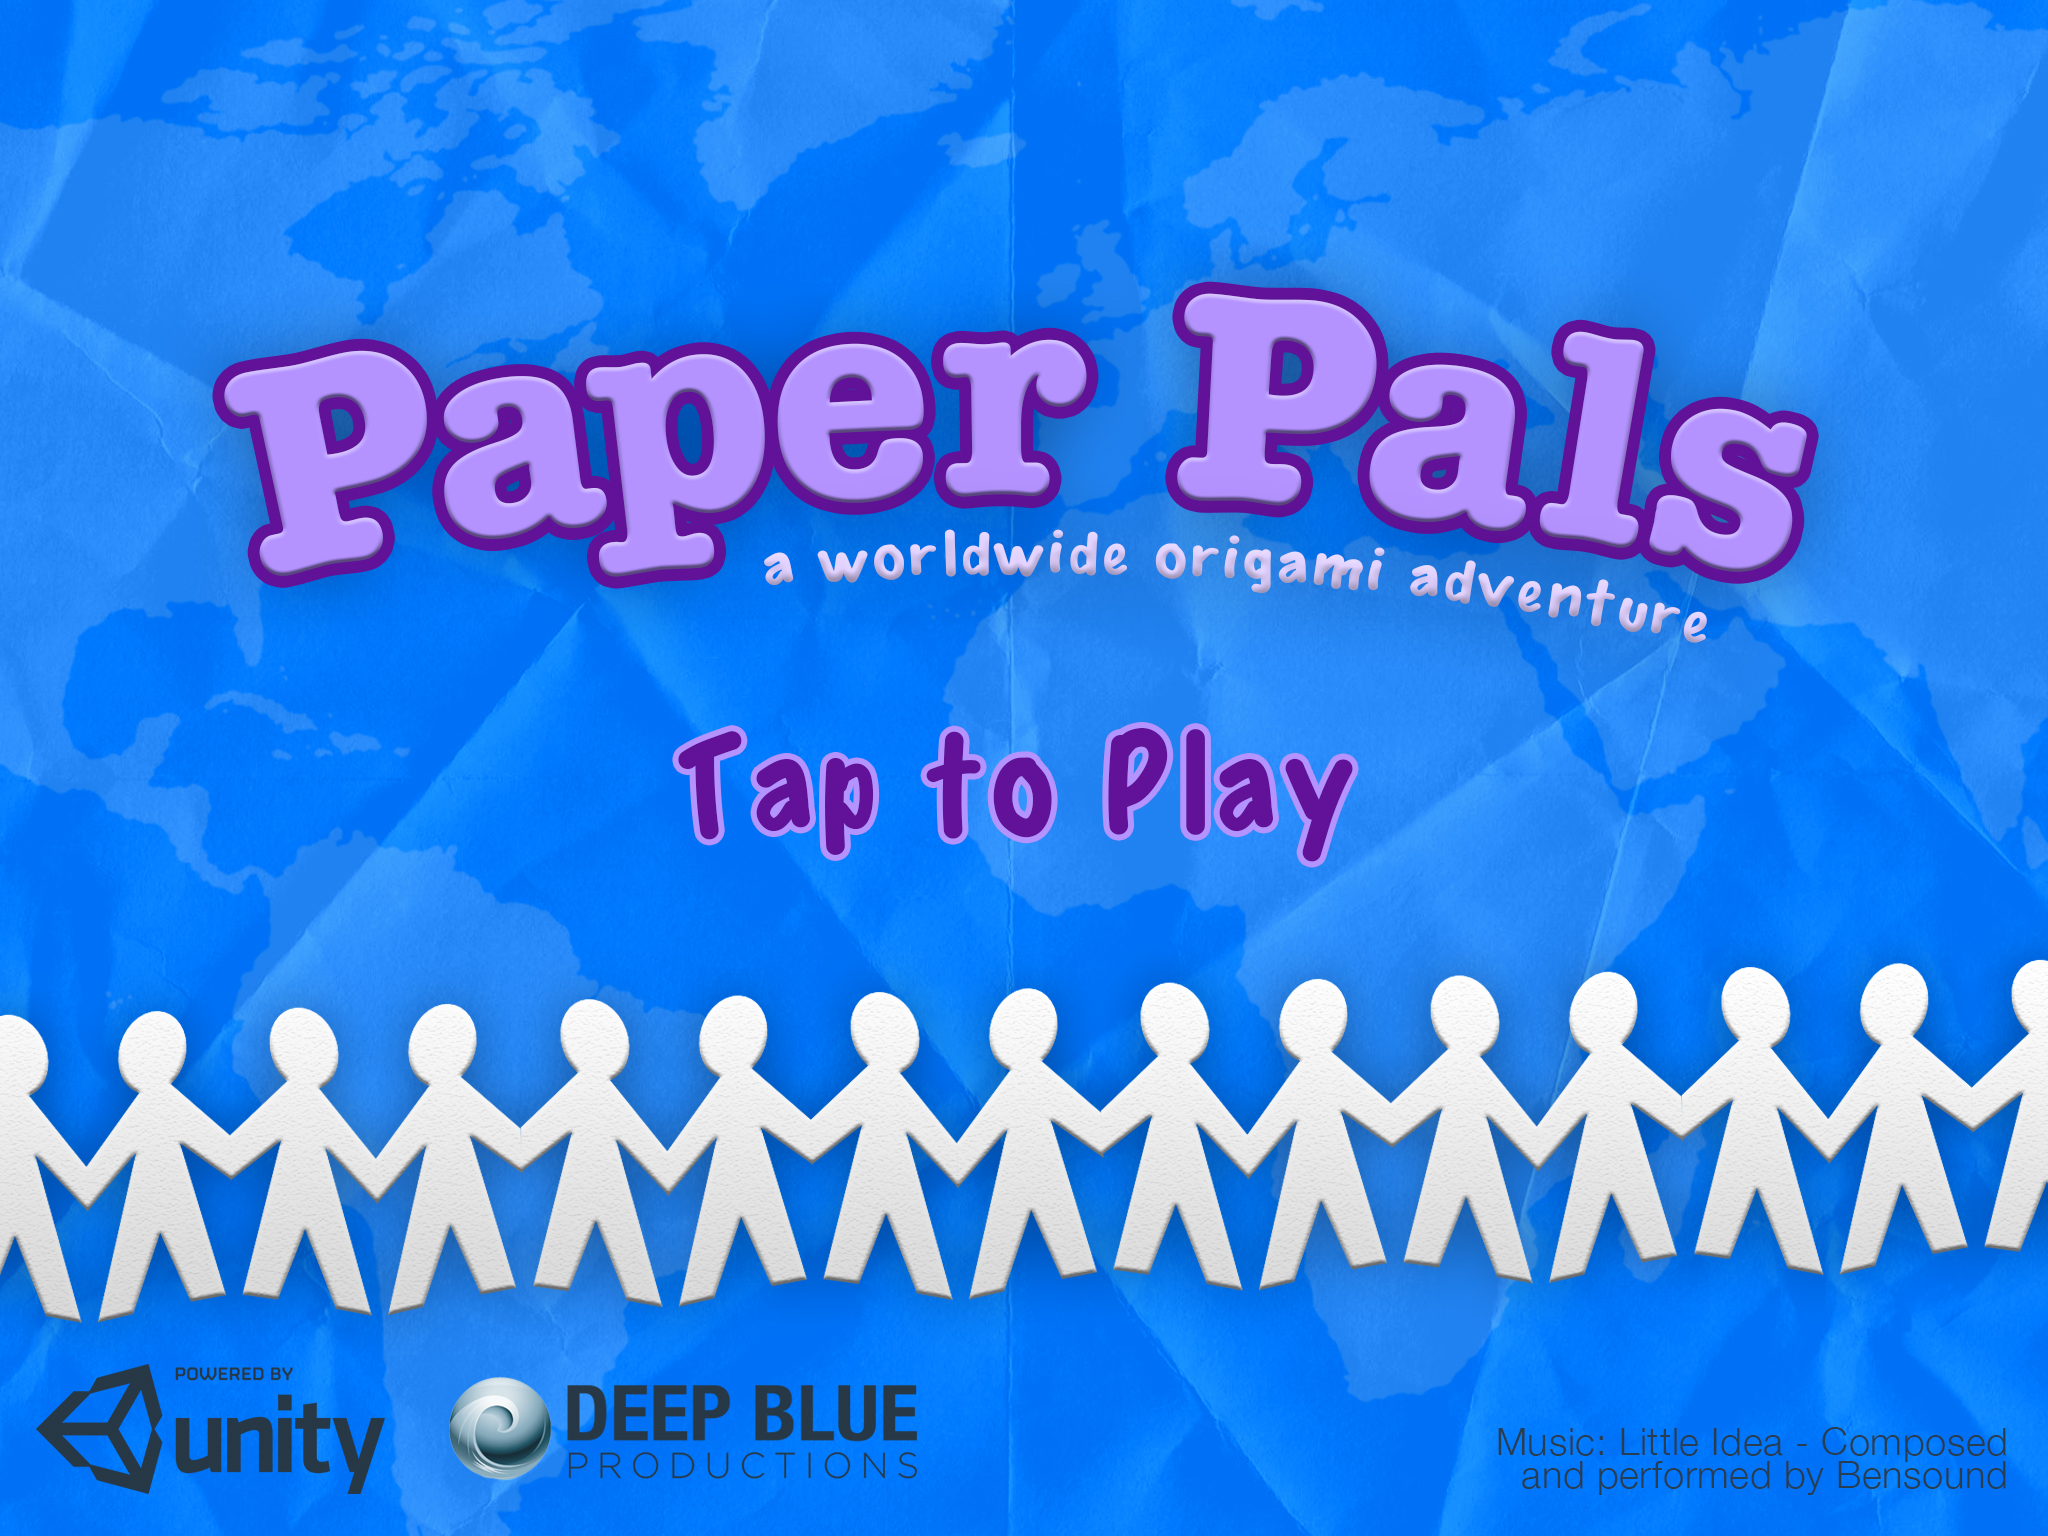 Paper Pals
a worldwide origami adventure
Tap to Play
POWERED BY
unity
DEEP BLUE
PRODUCTIONS
Music: Little Idea - Composed
and performed by Bensound